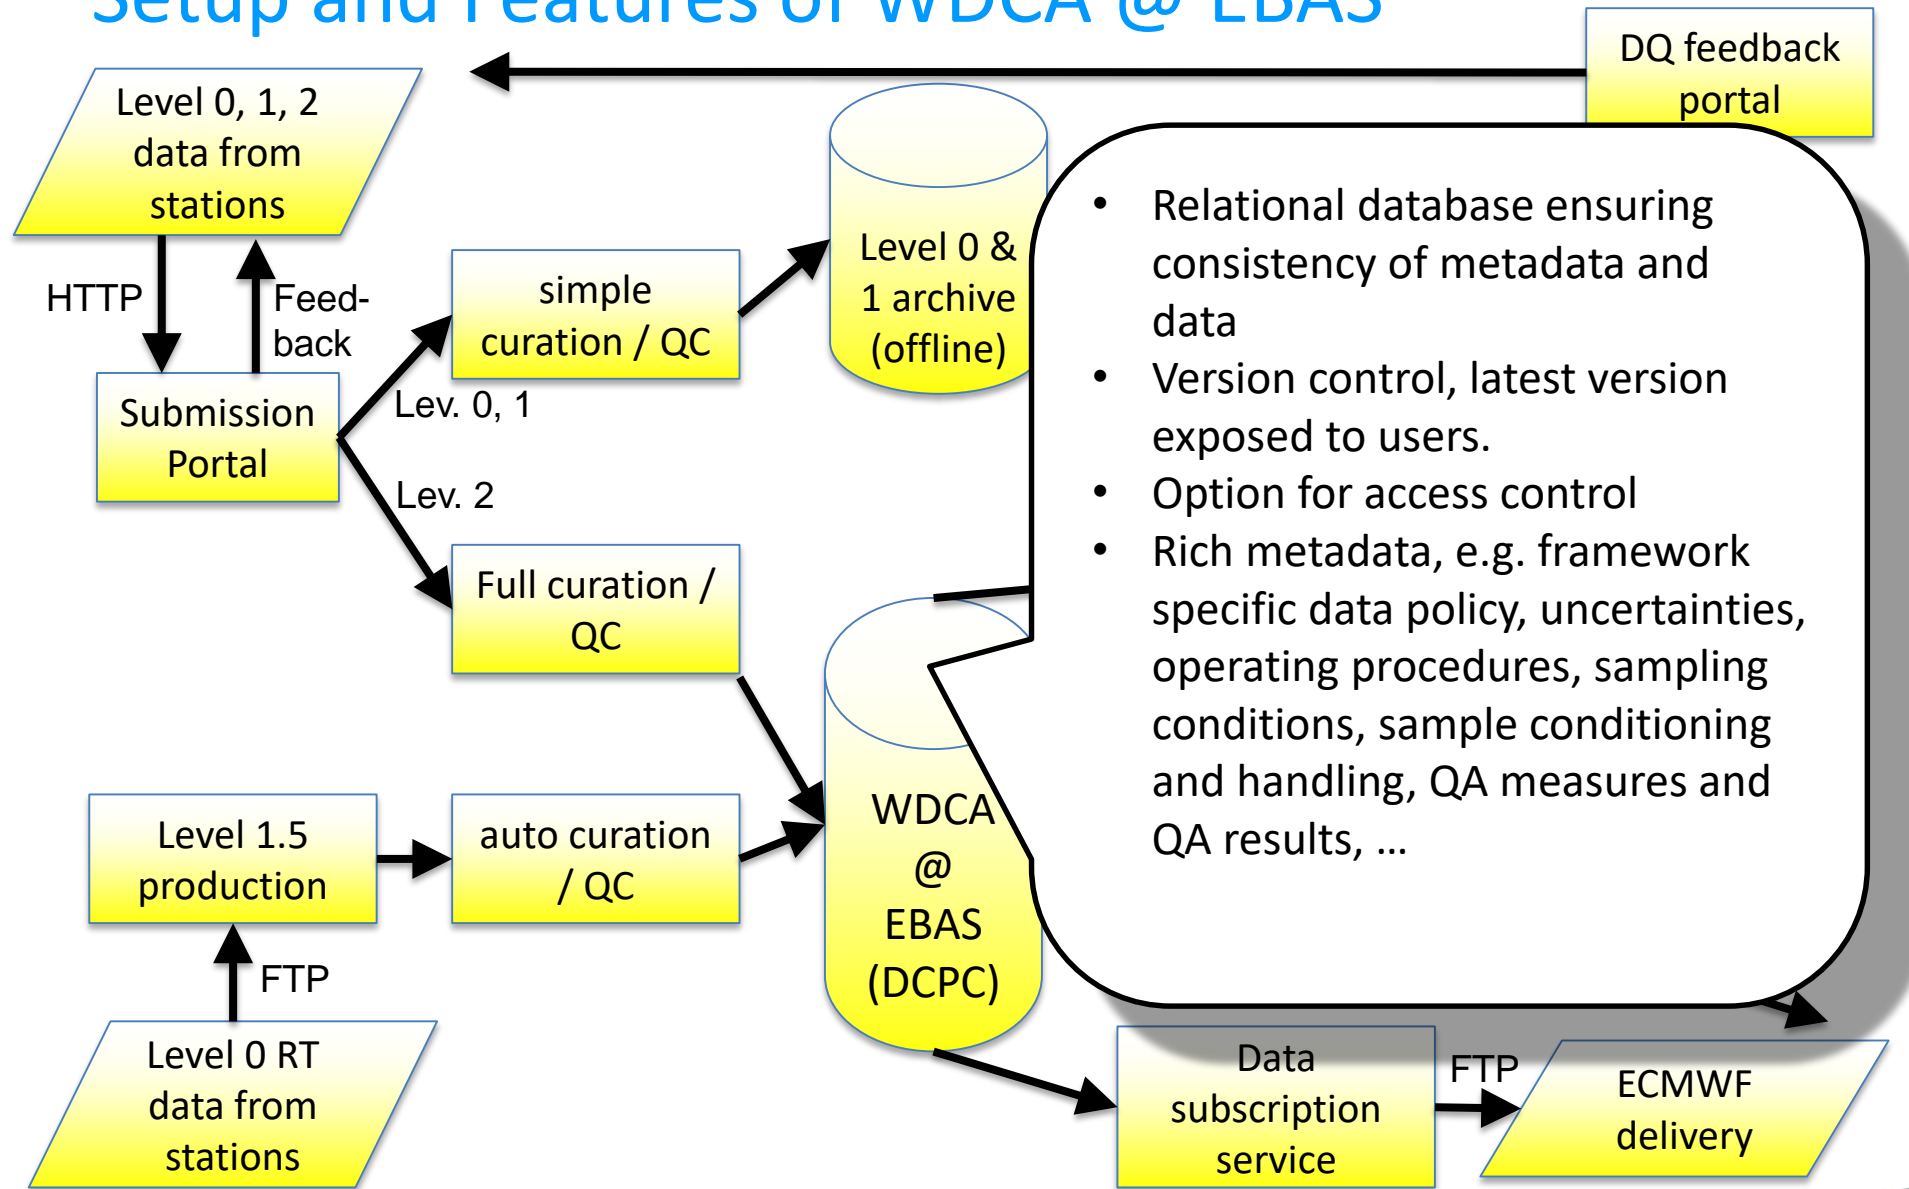 Setup and Features of WDCA @ EBAS
DQ feedback
portal
Level 0, 1, 2
data from
stations
HTTP
Feed-
back
Submission
Portal
simple
curation / QC
Lev. 0, 1
Lev. 2
Level 0 &
1 archive
(offline)
Full curation /
QC
• Relational database ensuring
consistency of metadata and
data
• Version control, latest version
exposed to users.
• Option for access control
• Rich metadata, e.g. framework
specific data policy, uncertainties,
operating procedures, sampling
conditions, sample conditioning
and handling, QA measures and
QA results, …
Level 1.5
production
auto curation
/ QC
WDCA
@
EBAS
(DCPC)
FTP
Level 0 RT
data from
stations
Data
subscription
service
FTP
ECMWF
delivery